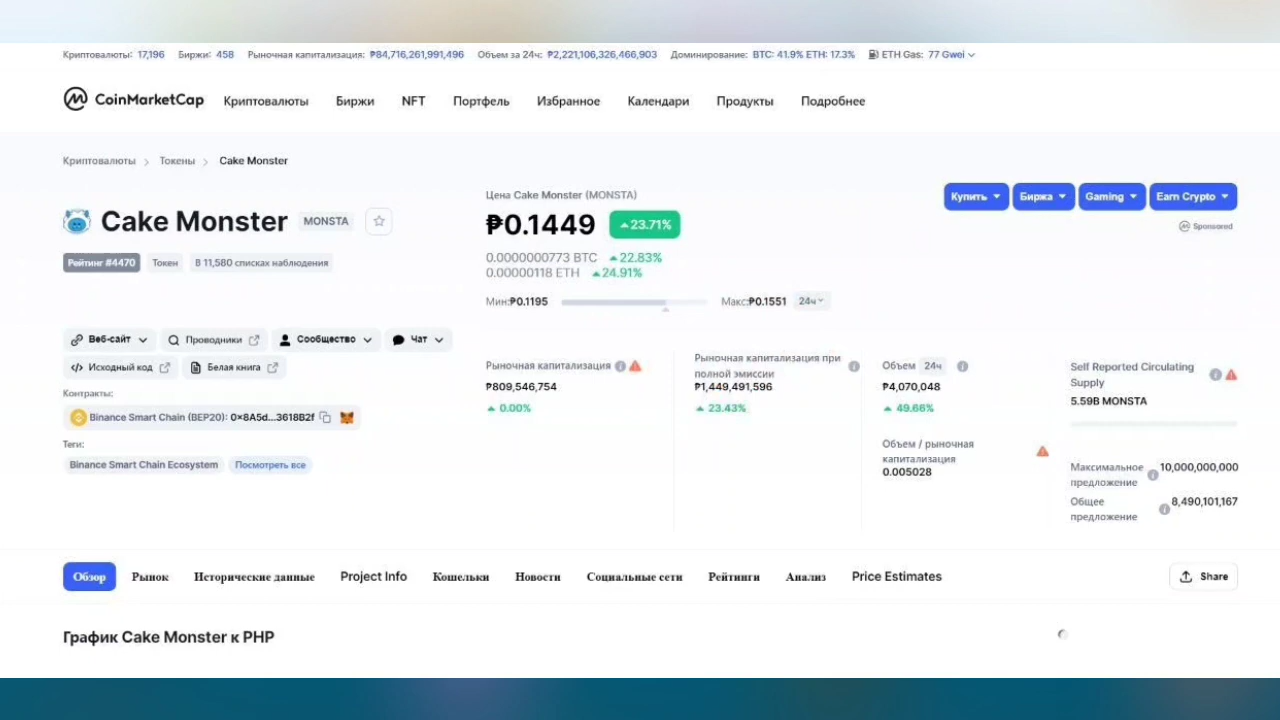 Криптовалюты: 17,196 Биржи: 458 Рыночная капитализация: ₱84,716,261,991,496 Объем за 24ч: ₱2,221,106,326,466,903 Доминирование: BTC: 41.9% ETH: 17.3% ETH Gas: 77 Gwei
CoinMarketCap Криптовалюты Биржи NFT Портфель Избранное Календари Продукты Подробнее
Криптовалюты > Токены > Cake Monster
Cake Monster MONSTA
Рейтинг #4470 Токен В 11,580 списках наблюдения
Веб-сайт Проводники Сообщество Чат
Исходный код Белая книга
Контракты:
Binance Smart Chain (BEP20): 0x8A5d...3618B2f
Теги:
Binance Smart Chain Ecosystem Посмотреть все
Цена Cake Monster (MONSTA)
₱0.1449 23.71%
0.0000000773 BTC 22.83%
0.00000118 ETH 24.91%
Мин:₱0.1195 Макс:₱0.1551 24ч
Купить Биржа Gaming Earn Crypto
Sponsored
Рыночная капитализация
₱809,546,754
0.00%
Рыночная капитализация при
полной эмиссии
₱1,449,491,596
23.43%
Объем 24ч
₱4,070,048
49.66%
Объем / рыночная
капитализация
0.005028
Self Reported Circulating
Supply
5.59B MONSTA
Максимальное
предложение
10,000,000,000
Общее
предложение
8,490,101,167
Обзор Рынок Исторические данные Project Info Кошельки Новости Социальные сети Рейтинги Анализ Price Estimates Share
График Cake Monster к PHP